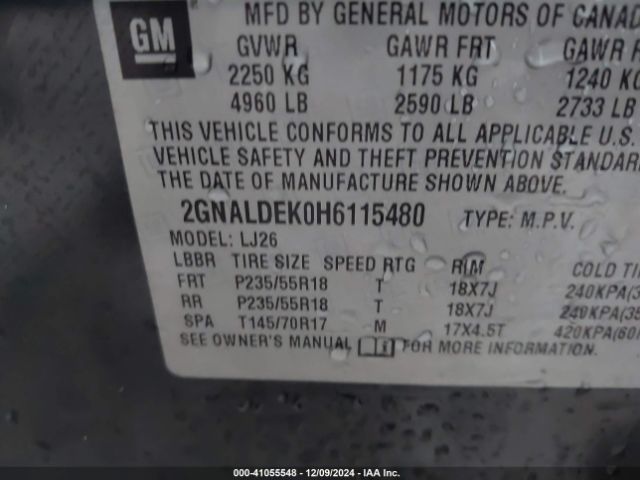 GM
MFD BY GENERAL MOTORS OF CANAD
GVWR GAWR FRT GAWR R
2250 KG 1175 KG 1240 K
4960 LB 2590 LB 2733 LB
THIS VEHICLE CONFORMS TO ALL APPLICABLE U.S.
VEHICLE SAFETY AND THEFT PREVENTION STANDAR
THE DATE OF MANUFACTURE SHOWN ABOVE.
2GNALDEK0H6115480 TYPE: M.P.V.
MODEL: LJ26
LBBR TIRE SIZE SPEED RTG RIM COLD TI
FRT P235/55R18 T 18X7J 240KPA(3
RR P235/55R18 T 18X7J 240KPA(35
SPA T145/70R17 M 17X4.5T 420KPA(60
SEE OWNER'S MANUAL FOR MORE INFORMATION.
000-41055548 - 12/09/2024 - IAAI.com